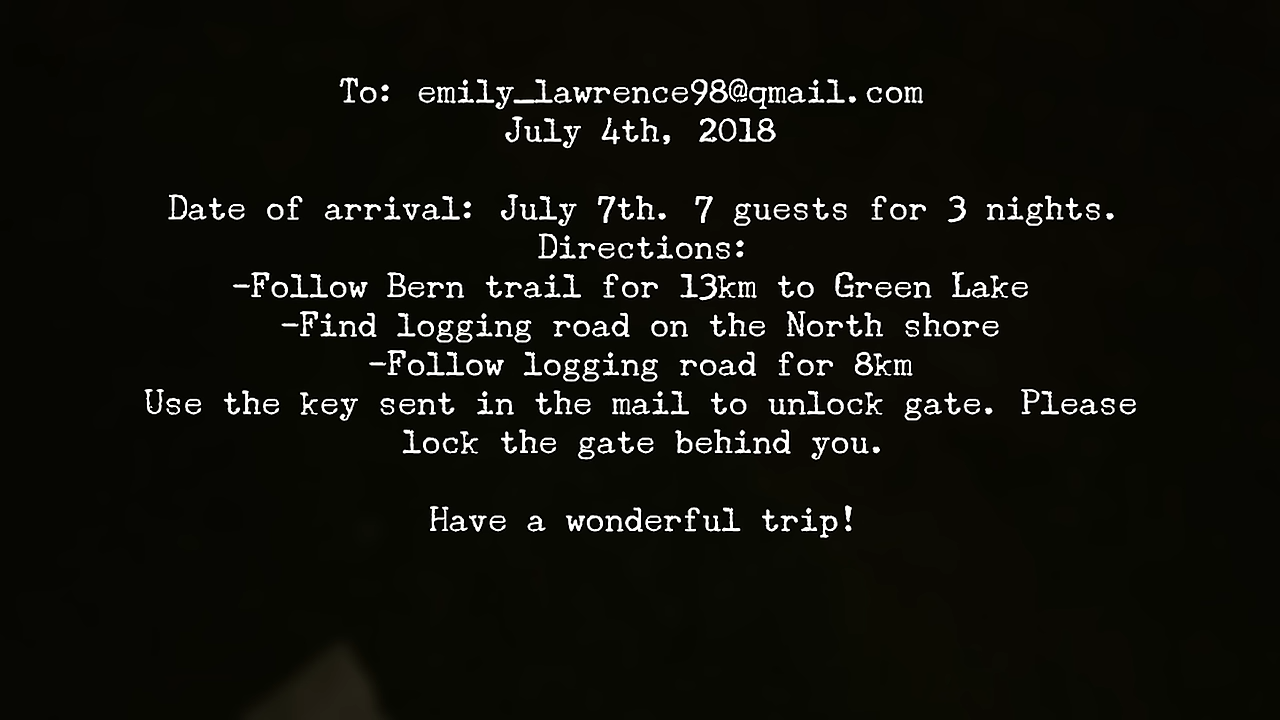 To: emily_lawrence98@qmail.com
July 4th, 2018
Date of arrival: July 7th. 7 guests for 3 nights.
Directions:
-Follow Bern trail for 13km to Green Lake
-Find logging road on the North shore
-Follow logging road for 8km
Use the key sent in the mail to unlock gate. Please
lock the gate behind you.
Have a wonderful trip!